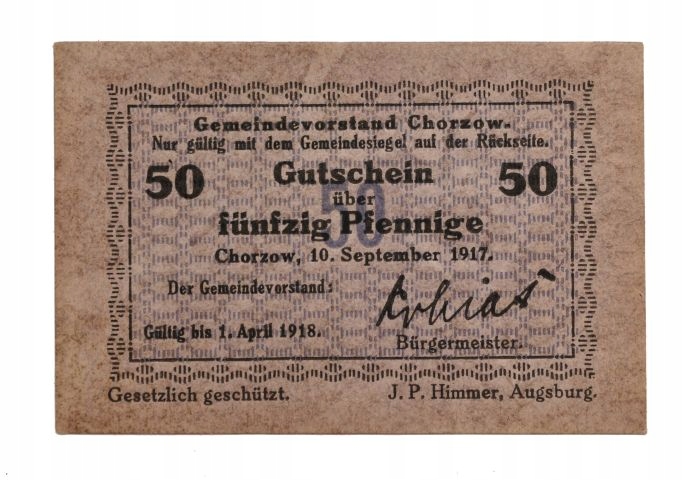 Gemeindevorstand Chorzow.
Nur gültig mit dem Gemeindesiegel auf der Rückseite.
50 Gutschein 50
über
50
fünfzig Pfennige
Chorzow, 10. September 1917.
Der Gemeindevorstand:
Gültig bis 1. April 1918.
Bürgermeister.
Gesetzlich geschützt.
J. P. Himmer, Augsburg.